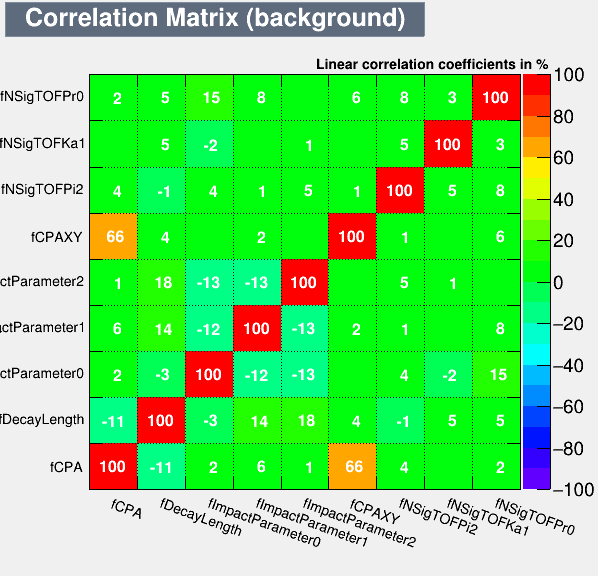 Correlation Matrix (background)
Linear correlation coefficients in %
fNSigTOFPr0 2 5 15 8 6 8 3 100
fNSigTOFKa1 5 -2 1 5 100 3
fNSigTOFPi2 4 -1 4 1 5 1 100 5 8
fCPAXY 66 4 2 100 1 6
ctParameter2 1 18 -13 -13 100 5 1
ctParameter1 6 14 -12 100 -13 2 1 8
ctParameter0 2 -3 100 -12 -13 4 -2 15
fDecayLength -11 100 -3 14 18 4 -1 5 5
fCPA 100 -11 2 6 1 66 4 2
fCPA fDecayLength fImpactParameter0 fImpactParameter1 fImpactParameter2 fCPAXY fNSigTOFPi2 fNSigTOFKa1 fNSigTOFPr0
100
80
60
40
20
0
−20
−40
−60
−80
−100